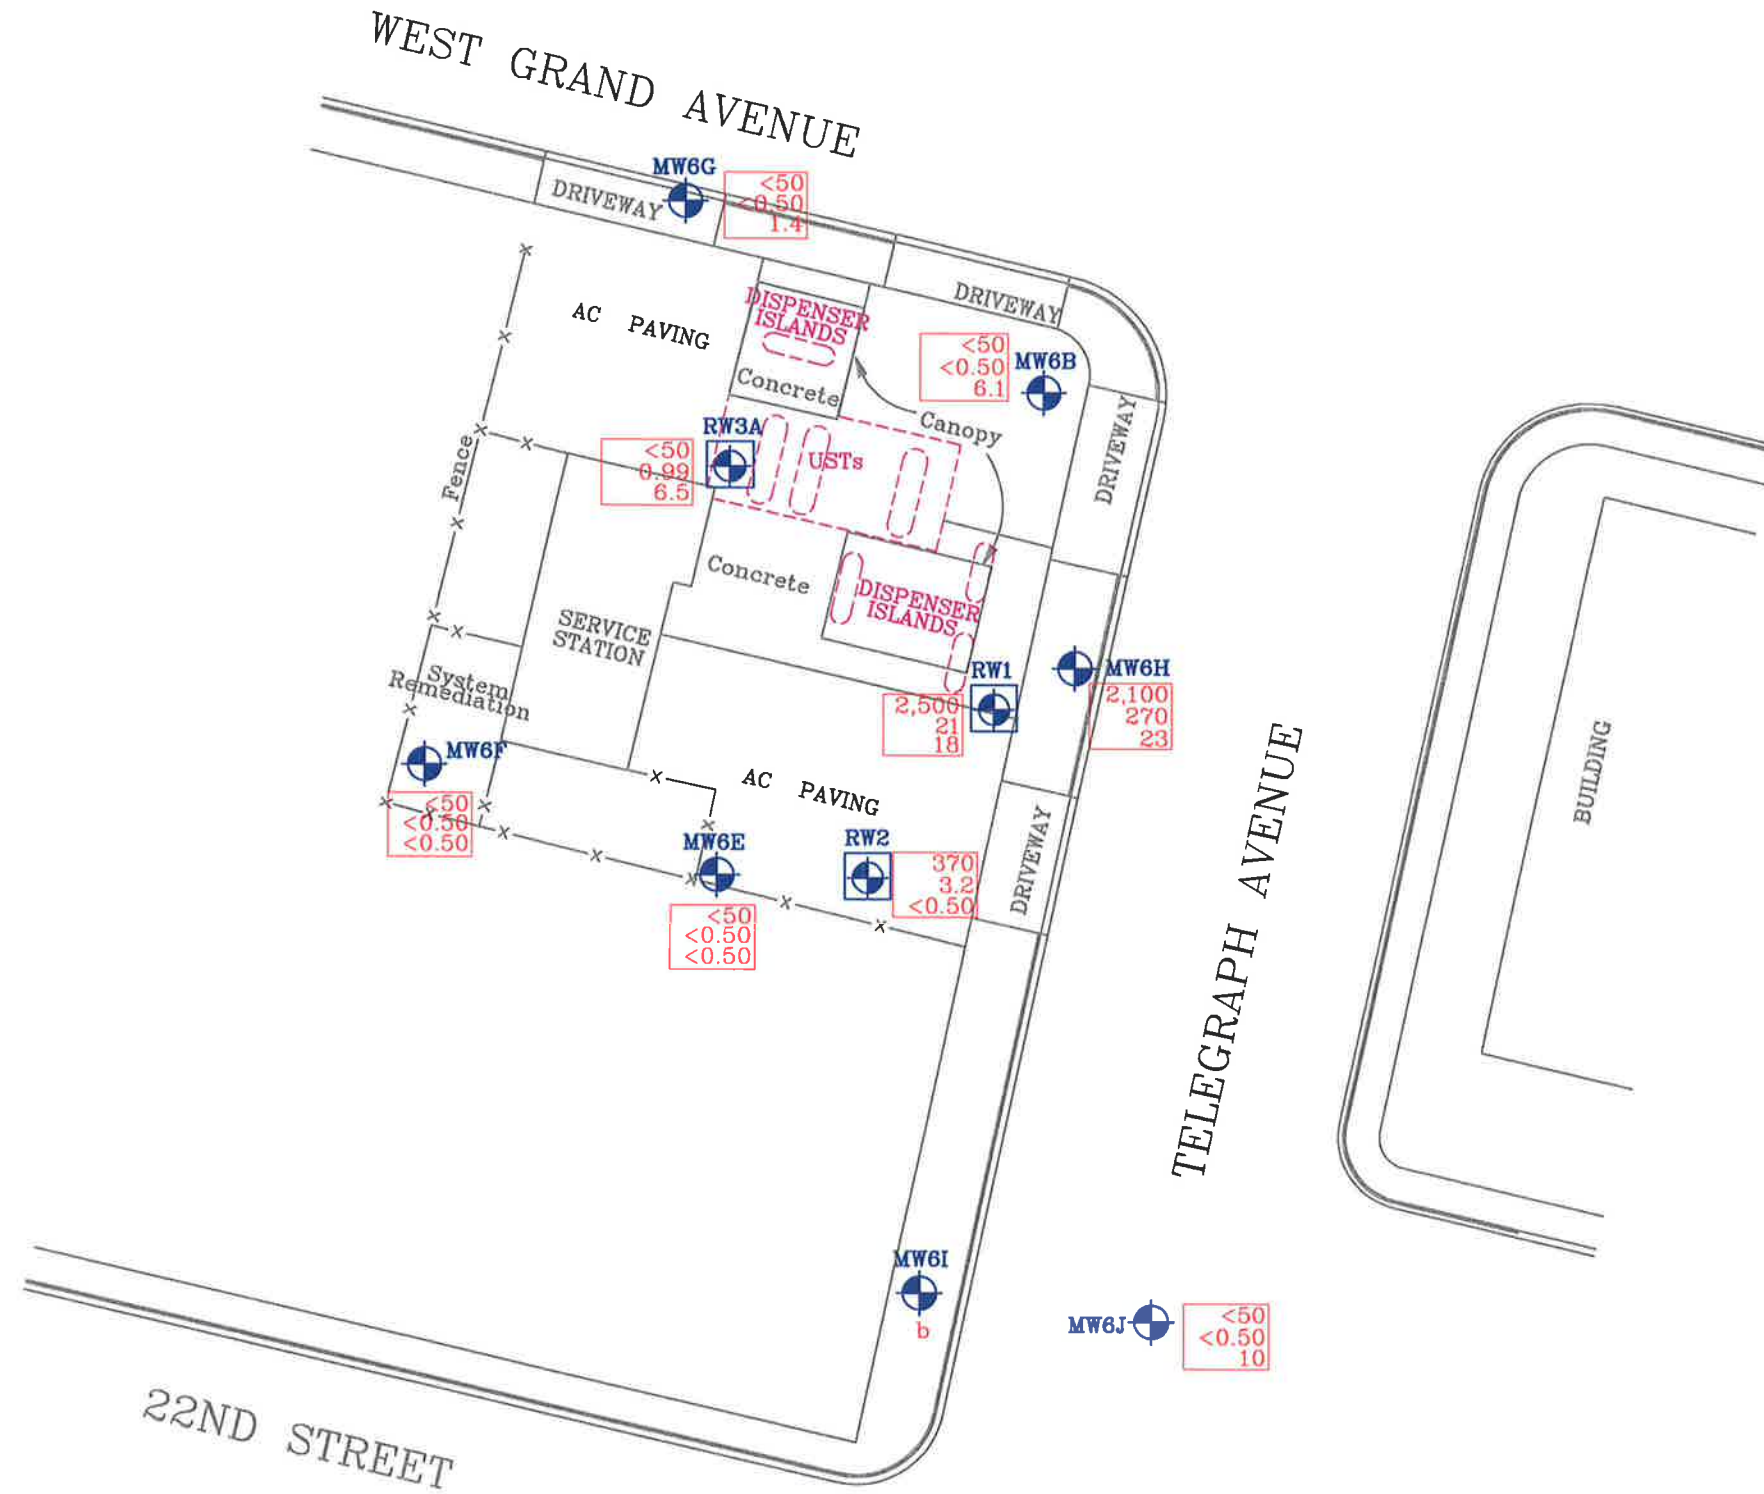 WEST GRAND AVENUE
MW6G
<50
<0.50
1.4
DRIVEWAY
DRIVEWAY
DISPENSER
ISLANDS
AC PAVING
<50
<0.50
6.1
MW6B
Concrete
Canopy
DRIVEWAY
RW3A
<50
0.99
6.5
USTs
Fence
Concrete
DISPENSER
ISLANDS
SERVICE
STATION
System
Remediation
RW1
2,500
21
18
MW6H
2,100
270
23
MW6F
<50
<0.50
<0.50
AC PAVING
MW6E
<50
<0.50
<0.50
RW2
370
3.2
<0.50
DRIVEWAY
TELEGRAPH AVENUE
BUILDING
MW6I
b
MW6J
<50
<0.50
10
22ND STREET